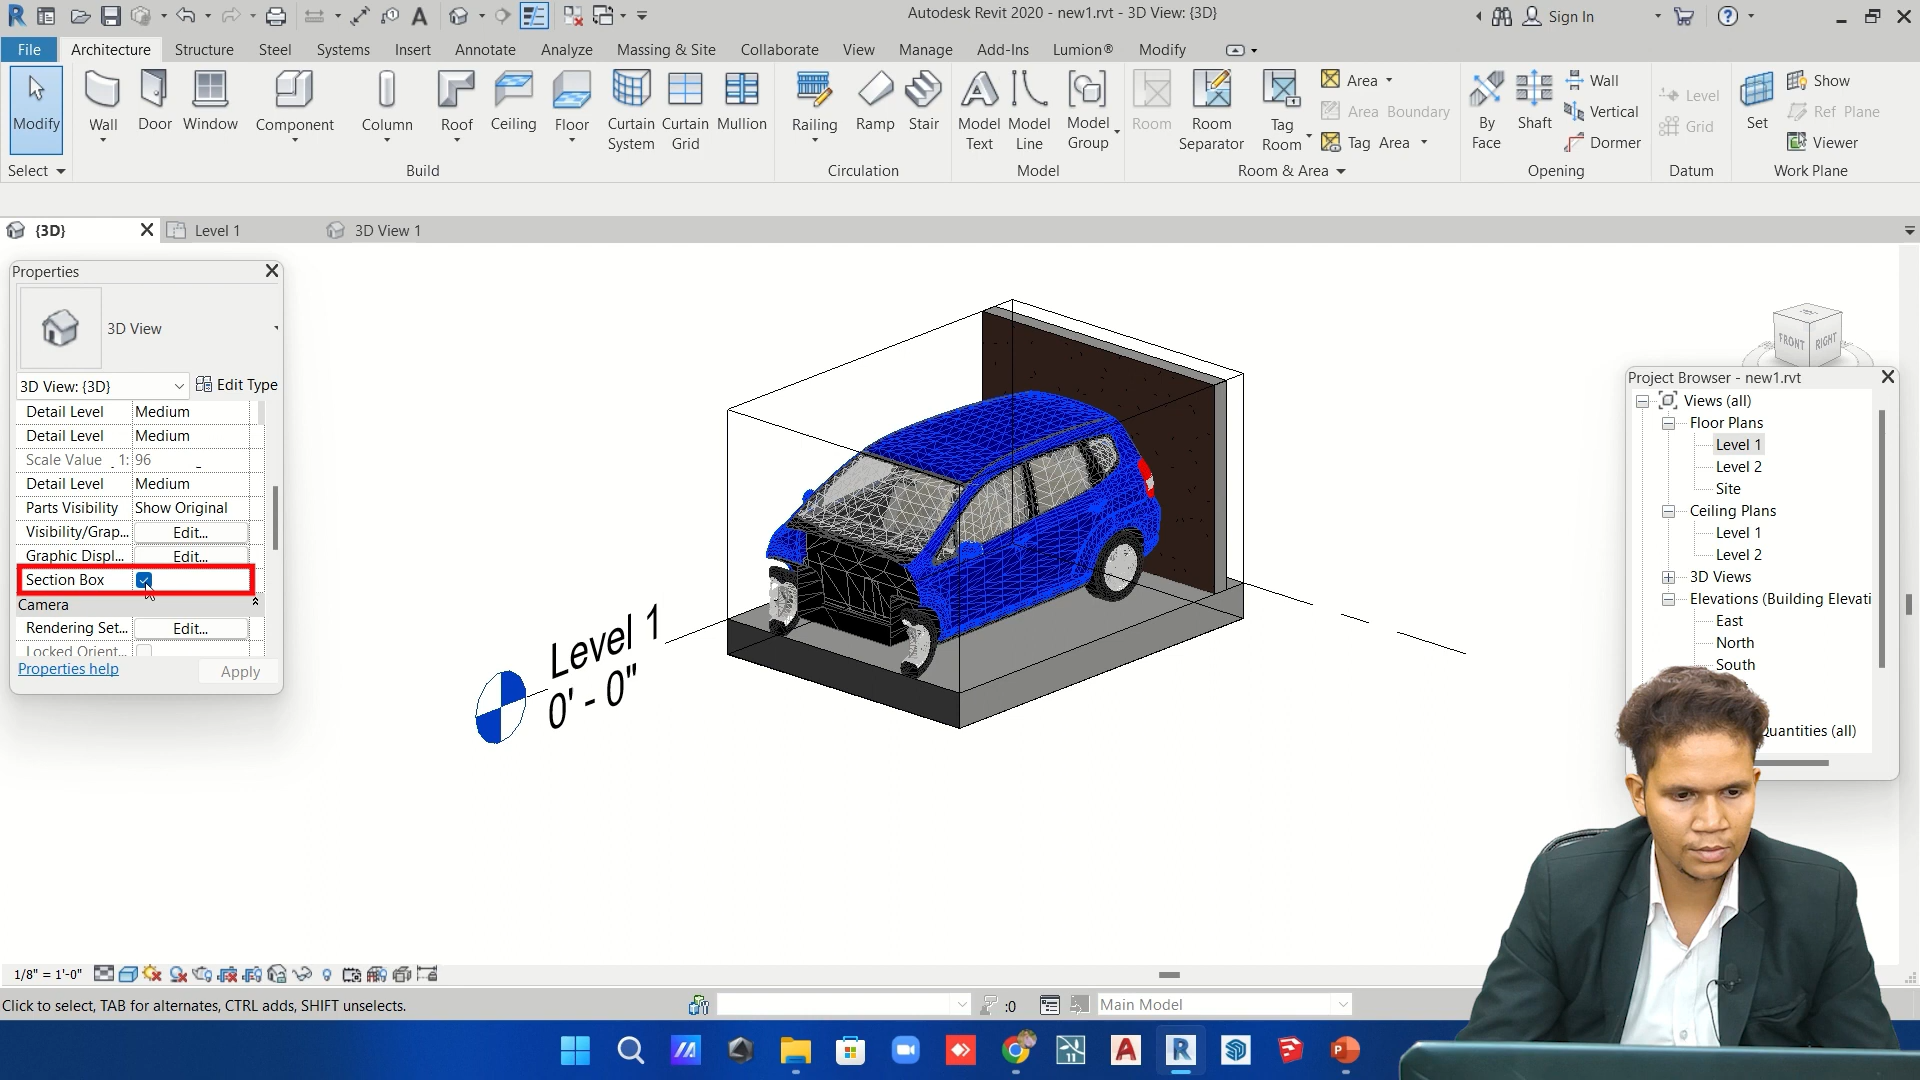 Autodesk Revit 2020 - new1.rvt - 3D View: {3D}
Sign In
File
Architecture
Structure
Steel
Systems
Insert
Annotate
Analyze
Massing & Site
Collaborate
View
Manage
Add-Ins
Lumion®
Modify
Modify
Wall
Door
Window
Component
Column
Roof
Ceiling
Floor
Curtain
System
Curtain
Grid
Mullion
Railing
Ramp
Stair
Model
Text
Model
Line
Model
Group
Room
Room
Separator
Tag
Room
Area
Area Boundary
Tag Area
By
Face
Shaft
Wall
Vertical
Dormer
Level
Grid
Set
Show
Ref Plane
Viewer
Select
Build
Circulation
Model
Room & Area
Opening
Datum
Work Plane
{3D}
Level 1
3D View 1
Properties
3D View
3D View: {3D}
Edit Type
Detail Level Medium
Detail Level Medium
Scale Value 1: 96
Detail Level Medium
Parts Visibility Show Original
Visibility/Grap... Edit...
Graphic Displ... Edit...
Section Box
Camera
Rendering Set... Edit...
Locked Orient...
Properties help
Apply
Level 1
0' - 0"
FRONT
RIGHT
Project Browser - new1.rvt
Views (all)
Floor Plans
Level 1
Level 2
Site
Ceiling Plans
Level 1
Level 2
3D Views
Elevations (Building Elevati
East
North
South
Quantities (all)
1/8" = 1'-0"
Click to select, TAB for alternates, CTRL adds, SHIFT unselects.
:0
Main Model
11